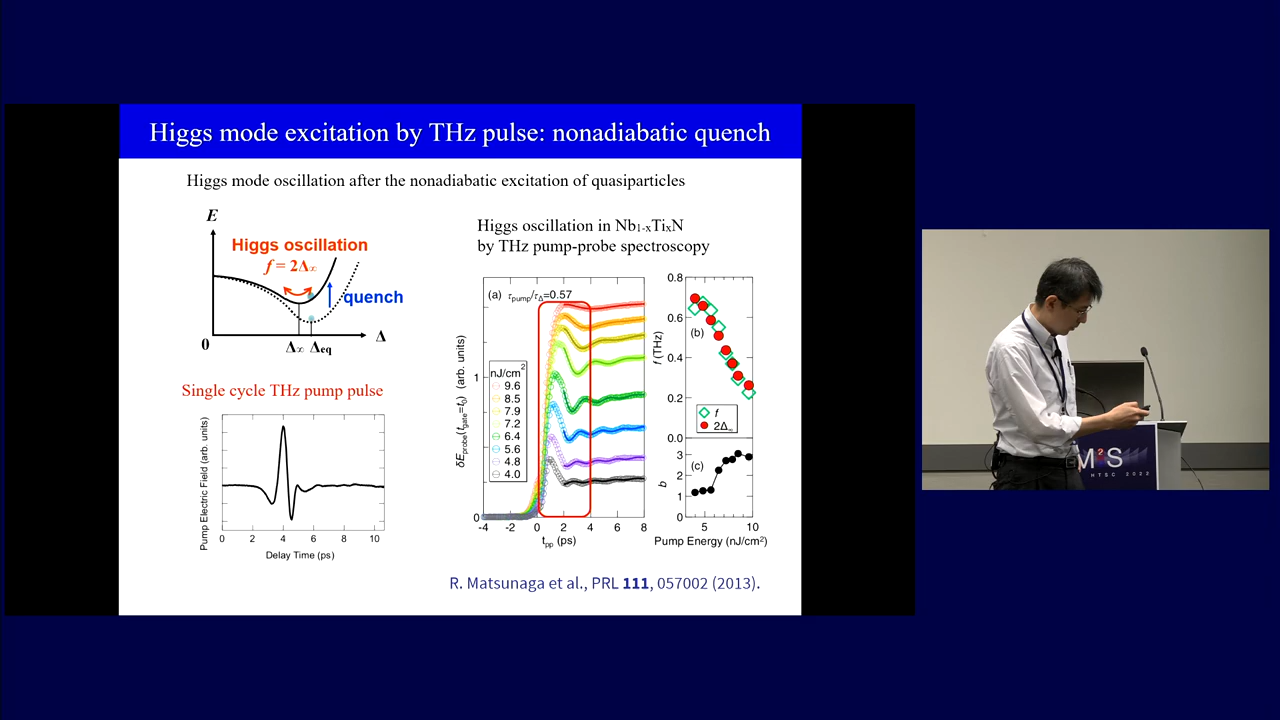 Higgs mode excitation by THz pulse: nonadiabatic quench
Higgs mode oscillation after the nonadiabatic excitation of quasiparticles
E
Higgs oscillation
f = 2Δ∞
quench
0
Δ∞ Δeq
Δ
Single cycle THz pump pulse
Pump Electric Field (arb. units)
0 2 4 6 8 10
Delay Time (ps)
Higgs oscillation in Nb1-xTixN
by THz pump-probe spectroscopy
(a) τpump/τΔ=0.57
δEprobe(tgate=t0) (arb. units)
1
0
nJ/cm2
9.6
8.5
7.9
7.2
6.4
5.6
4.8
4.0
-4 -2 0 2 4 6 8
tpp (ps)
0.8
0.6
0.4
0.2
0.0
f (THz)
(b)
f
2Δ∞
3
2
1
0
b
(c)
5 10
Pump Energy (nJ/cm2)
R. Matsunaga et al., PRL 111, 057002 (2013).
M2S
HTSC 2022